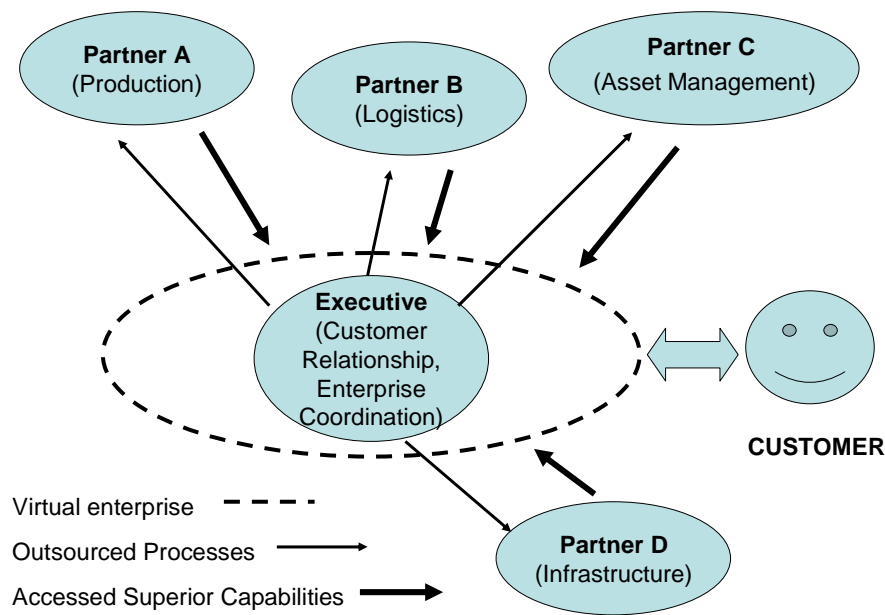 Partner A
(Production)
Partner B
(Logistics)
Partner C
(Asset Management)
Executive
(Customer
Relationship,
Enterprise
Coordination)
CUSTOMER
Partner D
(Infrastructure)
Virtual enterprise
Outsourced Processes
Accessed Superior Capabilities